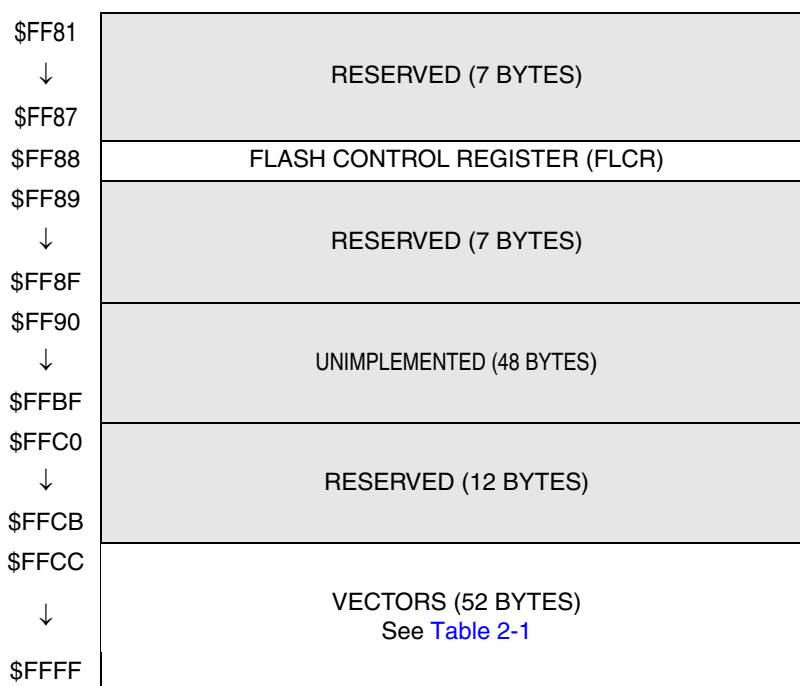 $FF81
↓
RESERVED (7 BYTES)
$FF87
$FF88
FLASH CONTROL REGISTER (FLCR)
$FF89
↓
RESERVED (7 BYTES)
$FF8F
$FF90
↓
UNIMPLEMENTED (48 BYTES)
$FFBF
$FFC0
↓
RESERVED (12 BYTES)
$FFCB
$FFCC
↓
VECTORS (52 BYTES)
See Table 2-1
$FFFF